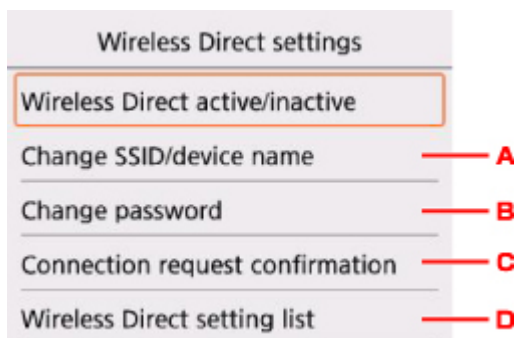 Wireless Direct settings
Wireless Direct active/inactive
Change SSID/device name A
Change password B
Connection request confirmation C
Wireless Direct setting list D